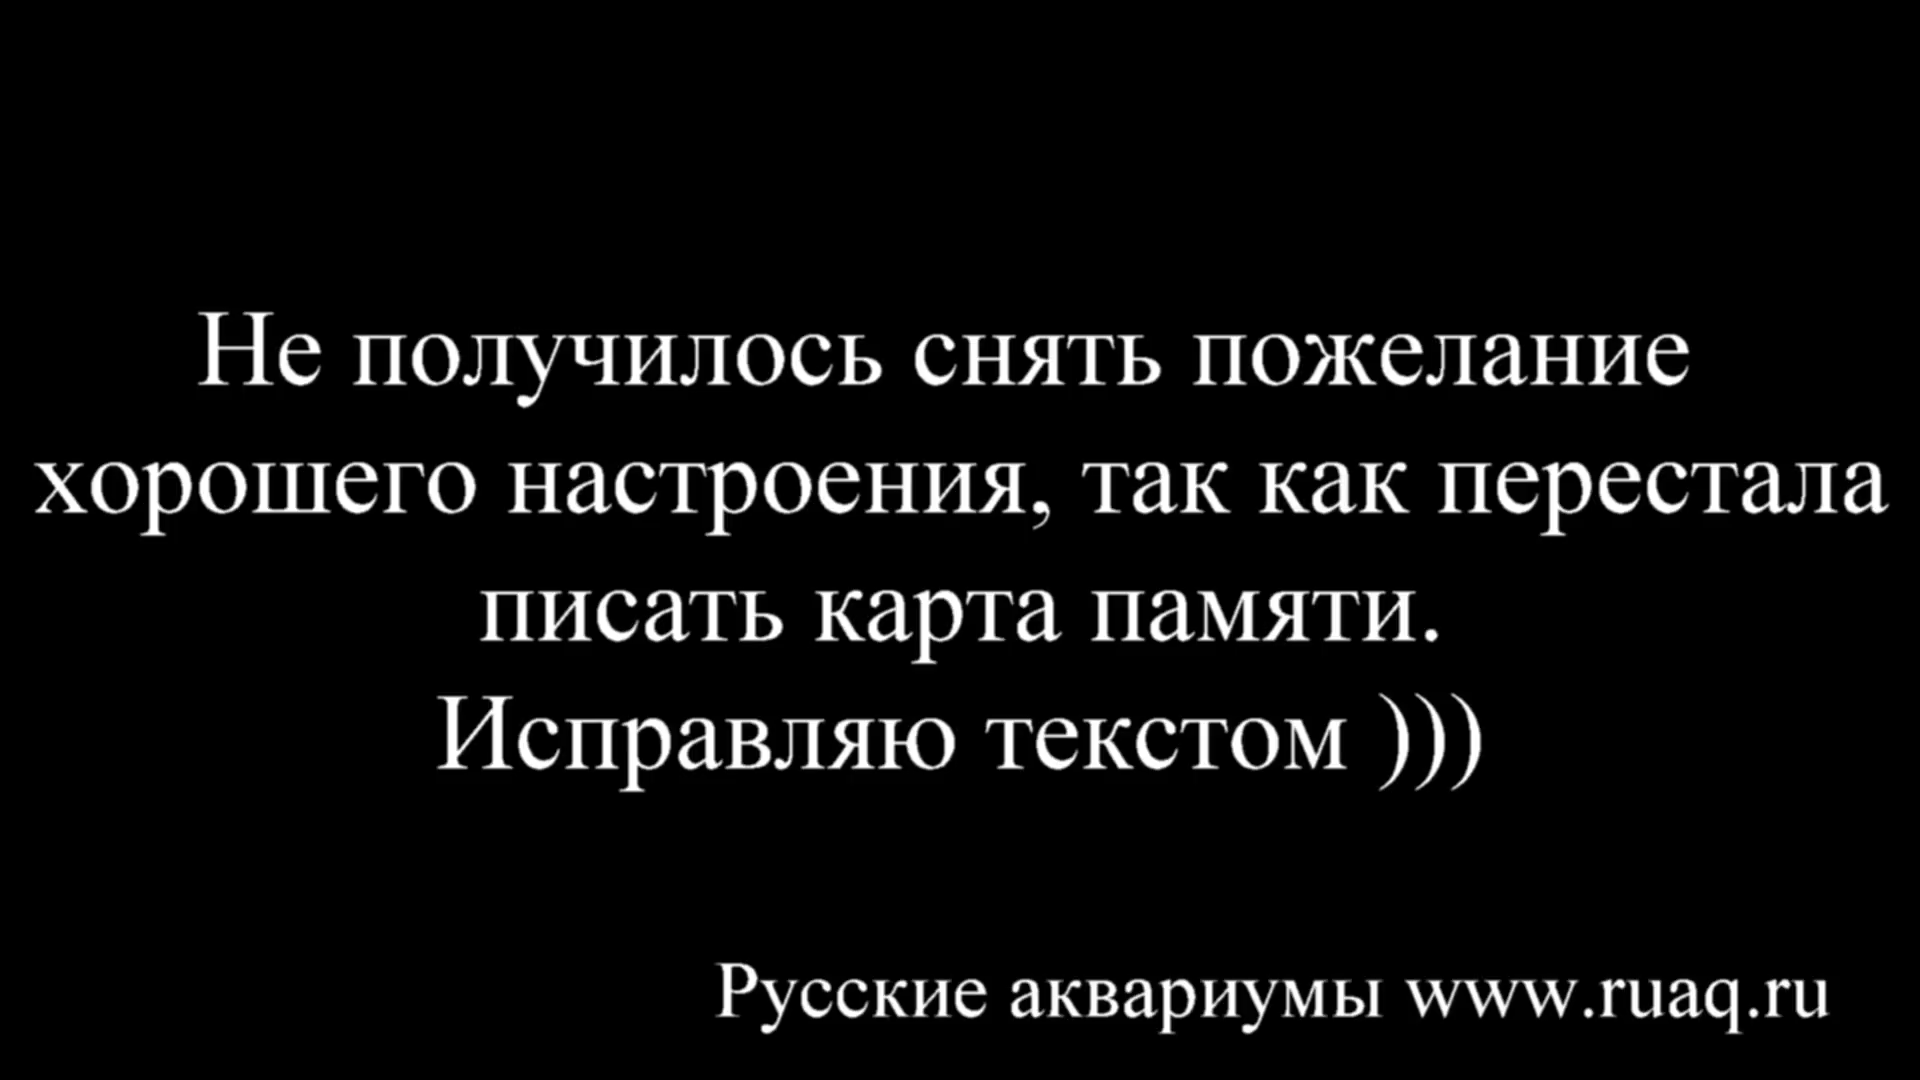 Не получилось снять пожелание
хорошего настроения, так как перестала
писать карта памяти.
Исправляю текстом )))
Русские аквариумы www.ruaq.ru